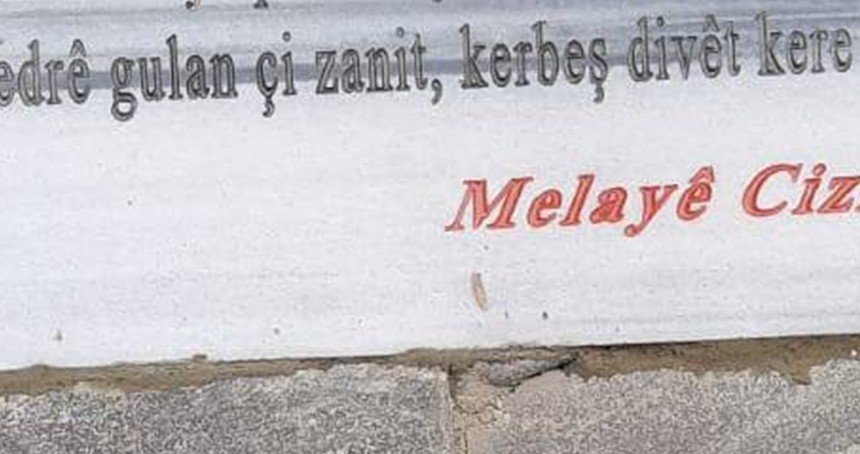 edrê gulan çi zanit, kerbeş divêt kere
Melayê Ciz